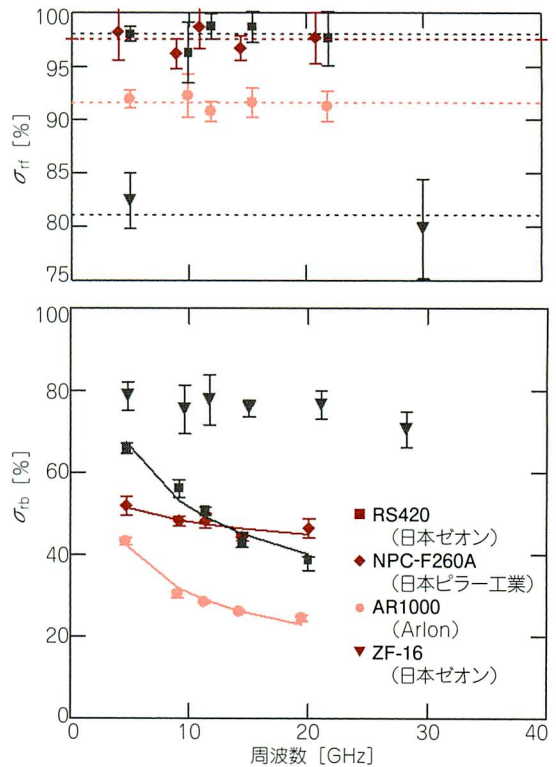 100
95
90
85
80
75
σrf [%]
100
80
60
40
20
0
σrb [%]
RS420
(日本ゼオン)
NPC-F260A
(日本ピラー工業)
AR1000
(Arlon)
ZF-16
(日本ゼオン)
0 10 20 30 40
周波数 [GHz]